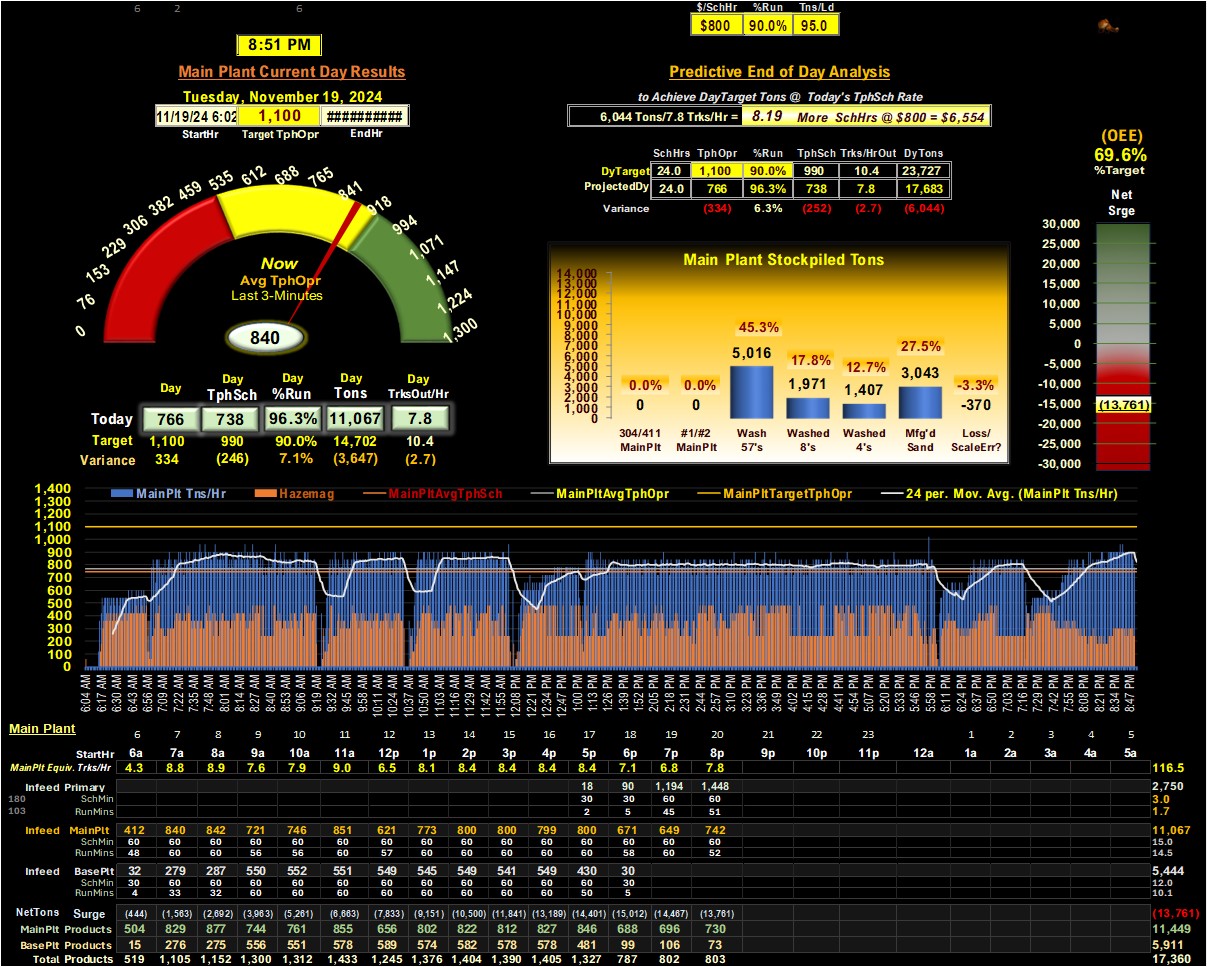 6 2 6
$/SchHr %Run Tns/Ld
$800 90.0% 95.0
8:51 PM
Main Plant Current Day Results
Tuesday, November 19, 2024
11/19/24 6:02 1,100 ##########
StartHr Target TphOpr EndHr
Predictive End of Day Analysis
to Achieve DayTarget Tons @ Today's TphSch Rate
6,044 Tons/7.8 Trks/Hr = 8.19 More SchHrs @ $800 = $6,554
SchHrs TphOpr %Run TphSch Trks/HrOut DyTons
DyTarget 24.0 1,100 90.0% 990 10.4 23,727
ProjectedDy 24.0 766 96.3% 738 7.8 17,683
Variance (334) 6.3% (252) (2.7) (6,044)
(OEE)
69.6%
%Target
Net
Srge
30,000
25,000
20,000
15,000
10,000
5,000
0
-5,000
-10,000
-15,000
-20,000
-25,000
-30,000
(13,761)
0 76 153 229 306 382 459 535 612 688 765 841 918 994 1,071 1,147 1,224 1,300
Now
Avg TphOpr
Last 3-Minutes
840
Day Day TphSch Day %Run Day Tons Day TrksOut/Hr
Today 766 738 96.3% 11,067 7.8
Target 1,100 990 90.0% 14,702 10.4
Variance 334 (246) 7.1% (3,647) (2.7)
Main Plant Stockpiled Tons
14,000
13,000
12,000
11,000
10,000
9,000
8,000
7,000
6,000
5,000
4,000
3,000
2,000
1,000
0
0.0% 0.0% 45.3% 17.8% 12.7% 27.5% -3.3%
0 0 5,016 1,971 1,407 3,043 -370
304/411 #1/#2 Wash Washed Washed Mfg'd Loss/
MainPlt MainPlt 57's 8's 4's Sand ScaleErr?
MainPlt Tns/Hr Hazemag MainPltAvgTphSch MainPltAvgTphOpr MainPltTargetTphOpr 24 per. Mov. Avg. (MainPlt Tns/Hr)
1,400
1,300
1,200
1,100
1,000
900
800
700
600
500
400
300
200
100
0
6:04 AM 6:17 AM 6:30 AM 6:43 AM 6:56 AM 7:09 AM 7:22 AM 7:35 AM 7:48 AM 8:01 AM 8:14 AM 8:27 AM 8:40 AM 8:53 AM 9:06 AM 9:19 AM 9:32 AM 9:45 AM 9:58 AM 10:11 AM 10:24 AM 10:37 AM 10:50 AM 11:03 AM 11:16 AM 11:29 AM 11:42 AM 11:55 AM 12:08 PM 12:21 PM 12:34 PM 12:47 PM 1:00 PM 1:13 PM 1:26 PM 1:39 PM 1:52 PM 2:05 PM 2:18 PM 2:31 PM 2:44 PM 2:57 PM 3:10 PM 3:23 PM 3:36 PM 3:49 PM 4:02 PM 4:15 PM 4:28 PM 4:41 PM 4:54 PM 5:07 PM 5:20 PM 5:33 PM 5:46 PM 5:58 PM 6:11 PM 6:24 PM 6:37 PM 6:50 PM 7:03 PM 7:16 PM 7:29 PM 7:42 PM 7:55 PM 8:08 PM 8:21 PM 8:34 PM 8:47 PM
Main Plant
6 7 8 9 10 11 12 13 14 15 16 17 18 19 20 21 22 23 1 2 3 4 5
StartHr 6a 7a 8a 9a 10a 11a 12p 1p 2p 3p 4p 5p 6p 7p 8p 9p 10p 11p 12a 1a 2a 3a 4a 5a
MainPlt Equiv. Trks/Hr 4.3 8.8 8.9 7.6 7.9 9.0 6.5 8.1 8.4 8.4 8.4 8.4 7.1 6.8 7.8 116.5
Infeed Primary 18 90 1,194 1,448 2,750
180 SchMin 30 30 60 60 3.0
103 RunMins 2 5 45 51 1.7
Infeed MainPlt 412 840 842 721 746 851 621 773 800 800 799 800 671 649 742 11,067
SchMin 60 60 60 60 60 60 60 60 60 60 60 60 60 60 60 15.0
RunMins 48 60 60 56 56 60 57 60 60 60 60 60 58 60 52 14.5
Infeed BasePlt 32 279 287 550 552 551 549 545 549 541 549 430 30 5,444
SchMin 30 60 60 60 60 60 60 60 60 60 60 60 60 12.0
RunMins 4 33 32 60 60 60 60 60 60 60 60 50 5 10.1
NetTons Surge (444) (1,563) (2,692) (3,963) (5,261) (6,663) (7,833) (9,151) (10,500) (11,841) (13,189) (14,401) (15,012) (14,467) (13,761) (13,761)
MainPlt Products 504 829 877 744 761 855 656 802 822 812 827 846 688 696 730 11,449
BasePlt Products 15 276 275 556 551 578 589 574 582 578 578 481 99 106 73 5,911
Total Products 519 1,105 1,152 1,300 1,312 1,433 1,245 1,376 1,404 1,390 1,405 1,327 787 802 803 17,360